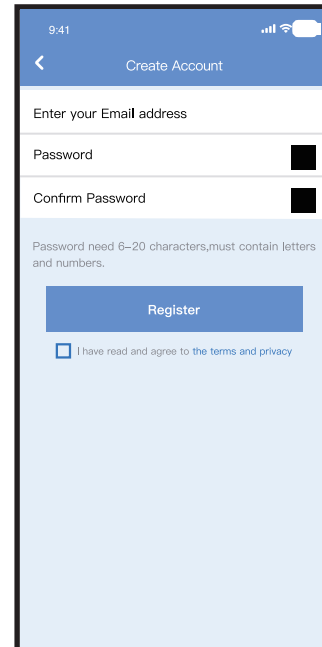 9:41
Create Account
Enter your Email address
Password
Confirm Password
Password need 6-20 characters,must contain letters
and numbers.
Register
I have read and agree to the terms and privacy